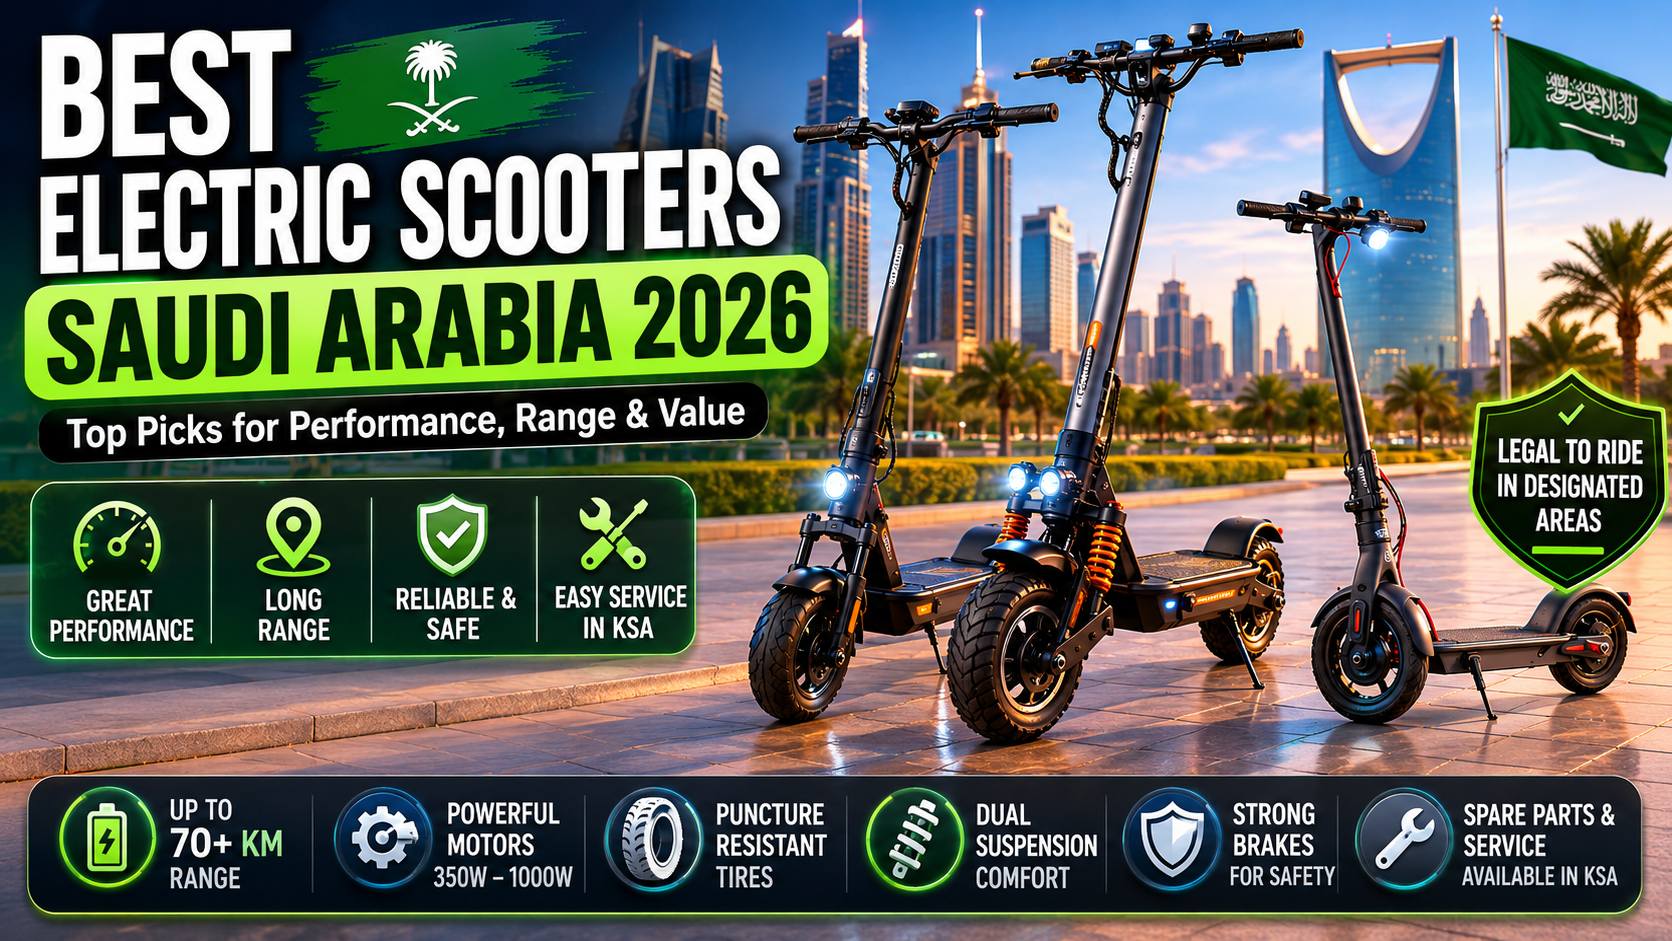 BEST
ELECTRIC SCOOTERS
SAUDI ARABIA 2026
Top Picks for Performance, Range & Value
GREAT
PERFORMANCE
LONG
RANGE
RELIABLE &
SAFE
EASY SERVICE
IN KSA
LEGAL TO RIDE
IN DESIGNATED
AREAS
UP TO
70+ KM
RANGE
POWERFUL
MOTORS
350W – 1000W
PUNCTURE
RESISTANT
TIRES
DUAL
SUSPENSION
COMFORT
STRONG
BRAKES
FOR SAFETY
SPARE PARTS &
SERVICE
AVAILABLE IN KSA